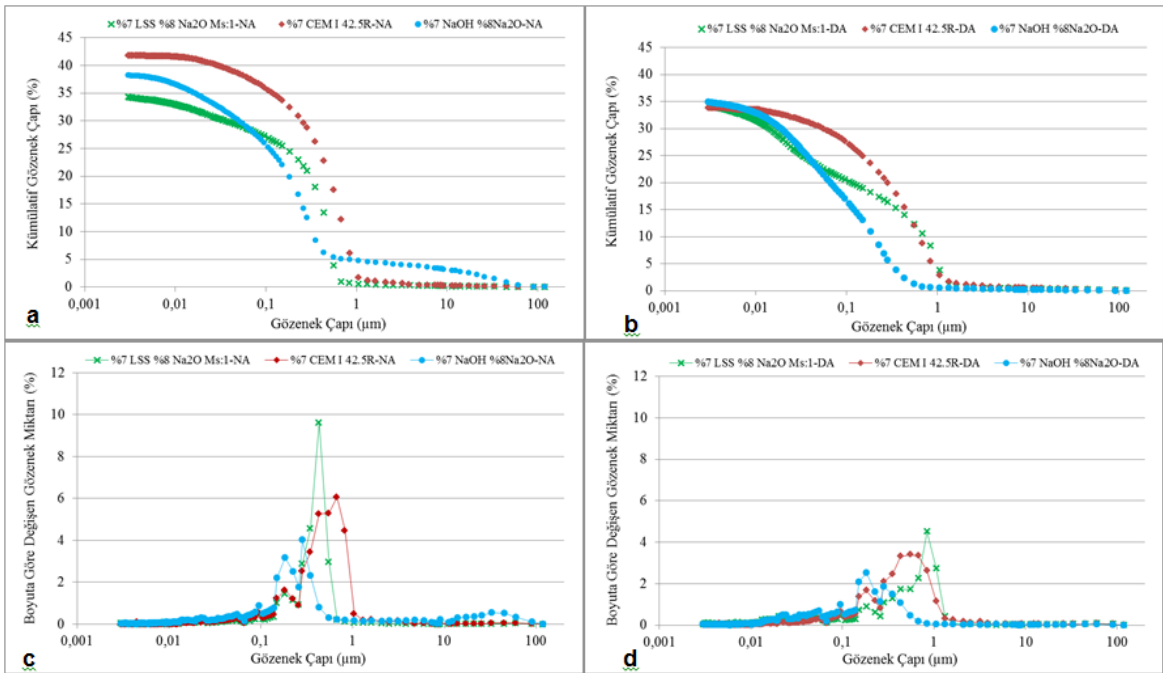 %7 LSS %8 Na2O Ms:1-NA %7 CEM I 42.5R-NA %7 NaOH %8Na2O-NA
Kümülatif Gözenek Çapı (%)
45
40
35
30
25
20
15
10
5
0
0,001 0,01 0,1 1 10 100
Gözenek Çapı (µm)
a
%7 LSS %8 Na2O Ms:1-DA %7 CEM I 42.5R-DA %7 NaOH %8Na2O-DA
Kümülatif Gözenek Çapı (%)
45
40
35
30
25
20
15
10
5
0
0,001 0,01 0,1 1 10 100
Gözenek Çapı (µm)
b
%7 LSS %8 Na2O Ms:1-NA %7 CEM I 42.5R-NA %7 NaOH %8Na2O-NA
Boyuta Göre Değişen Gözenek Miktarı (%)
12
10
8
6
4
2
0
0,001 0,01 0,1 1 10 100
Gözenek Çapı (µm)
c
%7 LSS %8 Na2O Ms:1-DA %7 CEM I 42.5R-DA %7 NaOH %8Na2O-DA
Boyuta Göre Değişen Gözenek Miktarı (%)
12
10
8
6
4
2
0
0,001 0,01 0,1 1 10 100
Gözenek Çapı (µm)
d